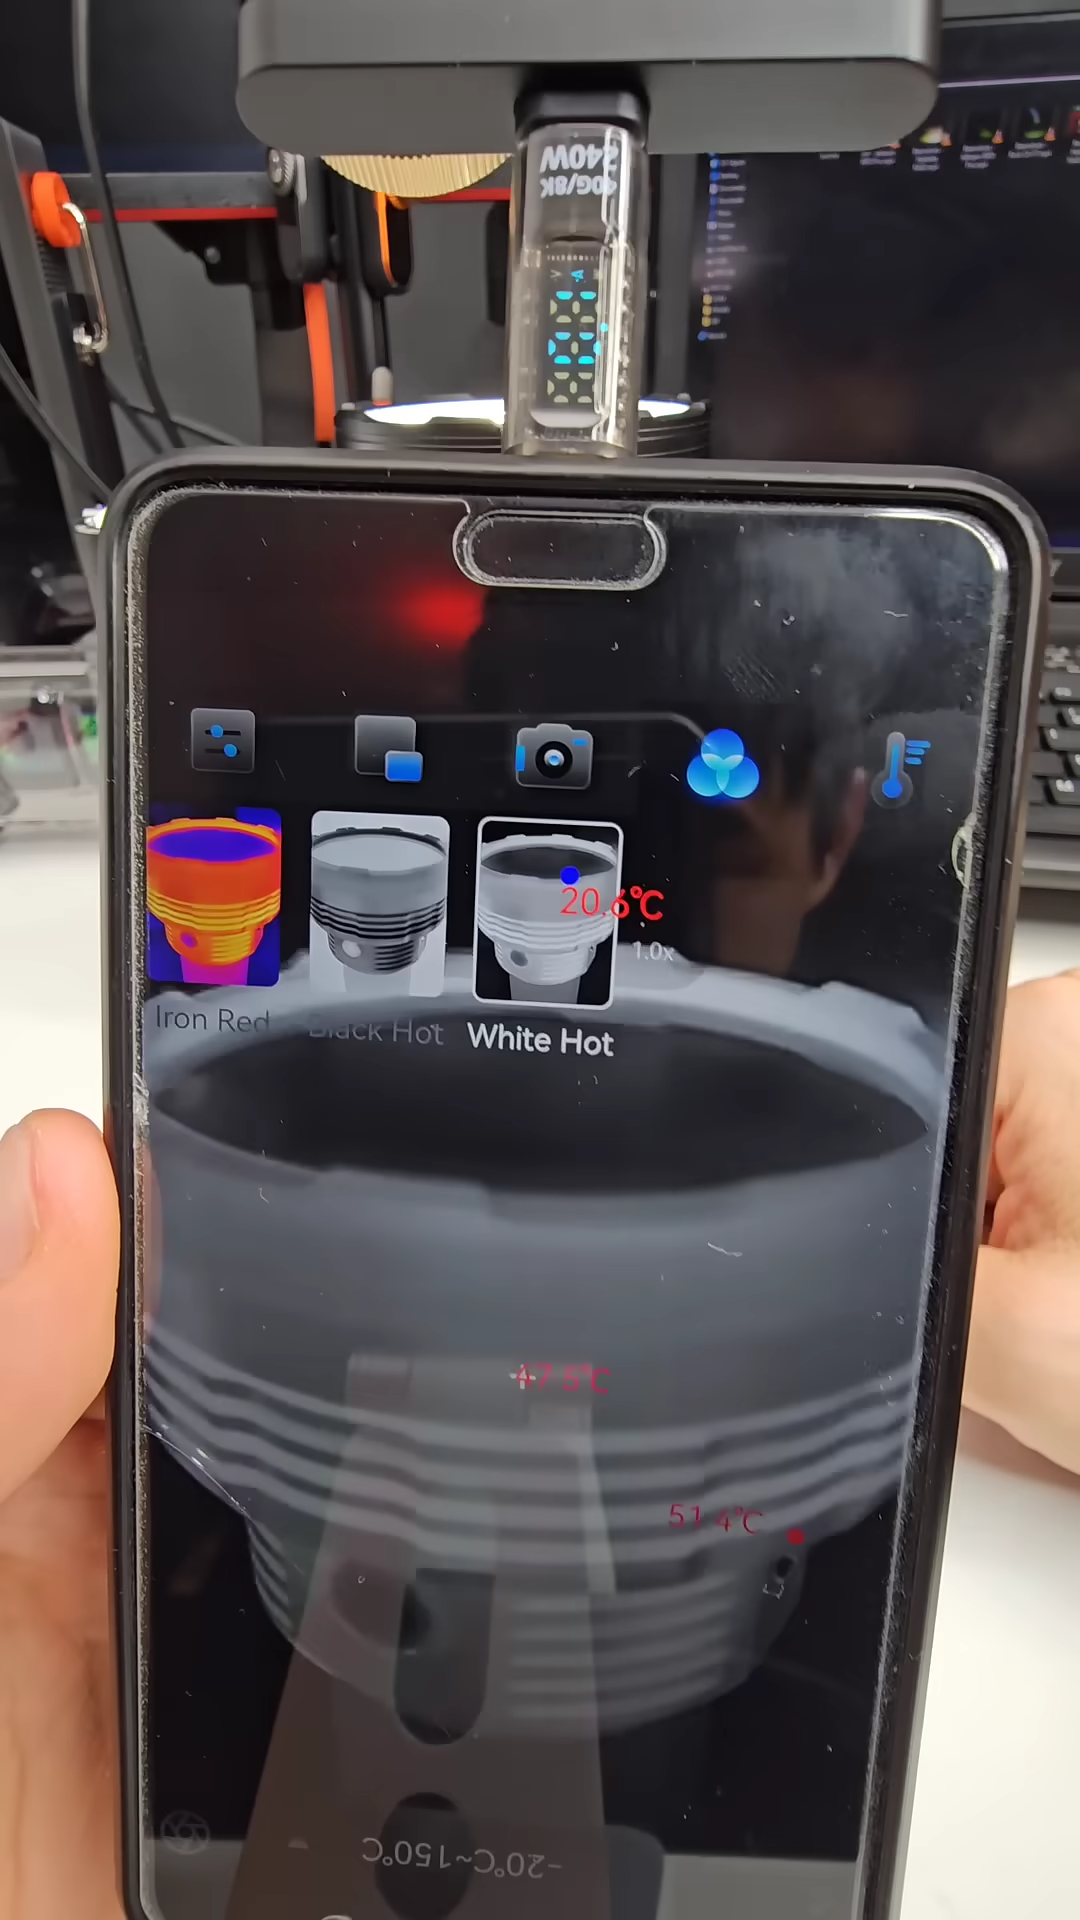 240W
40G/8K
V A
20.6°C
1.0x
Iron Red
Black Hot
White Hot
47.5°C
51.4°C
-20°C~150°C